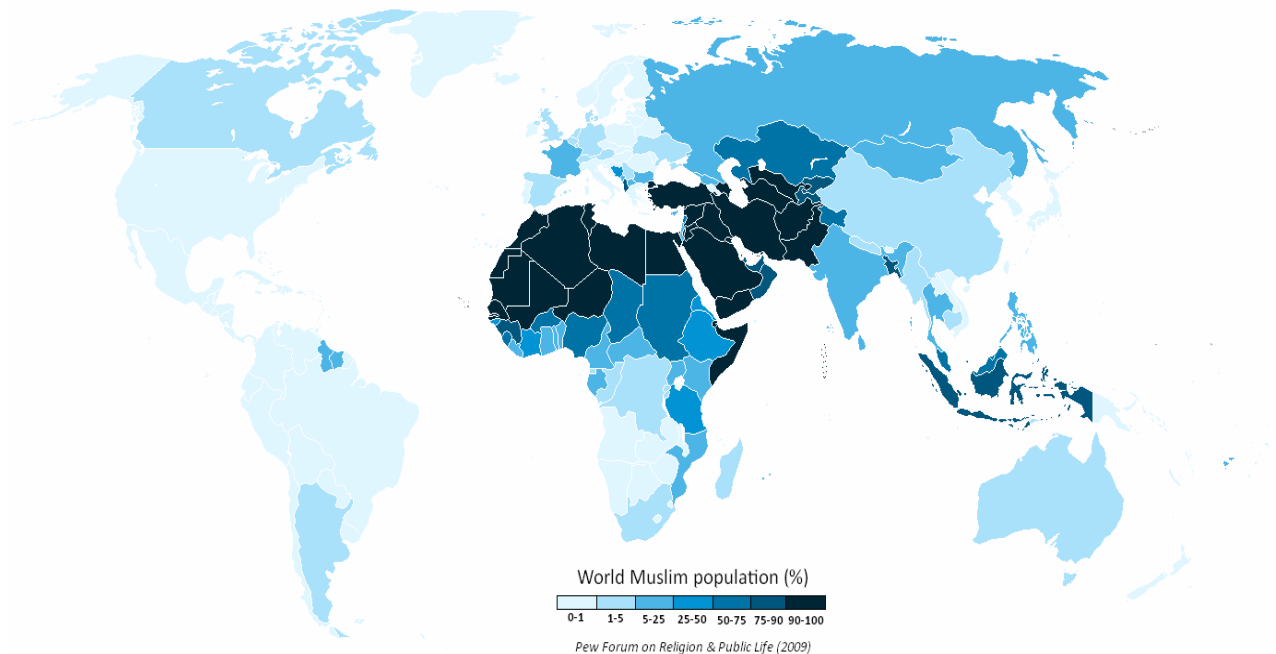 World Muslim population (%)
0-1 1-5 5-25 25-50 50-75 75-90 90-100
Pew Forum on Religion & Public Life (2009)